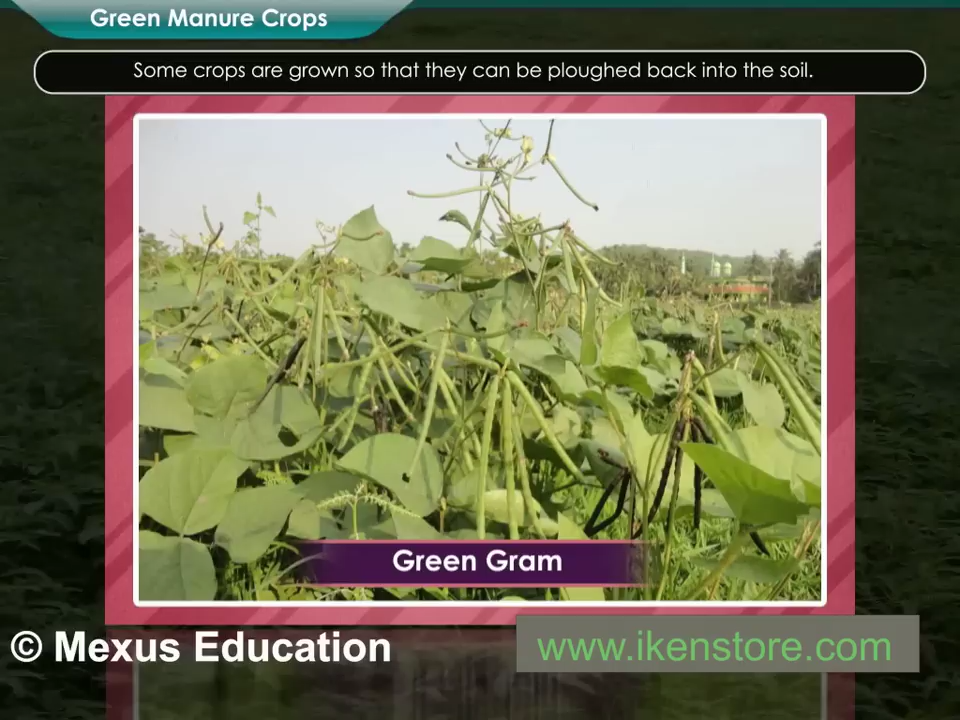 Green Manure Crops
Some crops are grown so that they can be ploughed back into the soil.
Green Gram
© Mexus Education
www.ikenstore.com